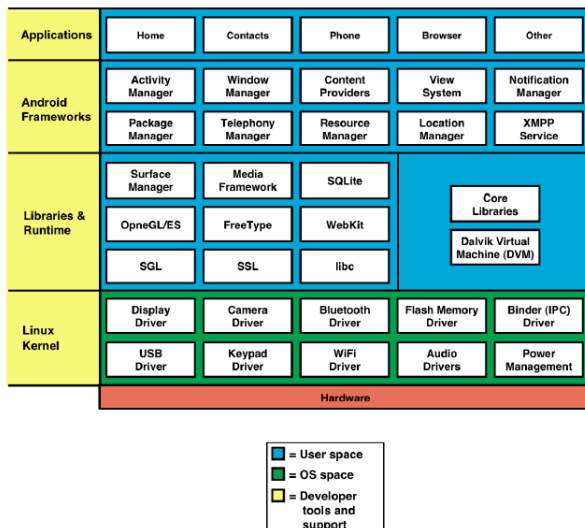 Applications
Home
Contacts
Phone
Browser
Other
Android
Frameworks
Activity
Manager
Window
Manager
Content
Providers
View
System
Notification
Manager
Package
Manager
Telephony
Manager
Resource
Manager
Location
Manager
XMPP
Service
Libraries &
Runtime
Surface
Manager
Media
Framework
SQLite
OpneGL/ES
FreeType
WebKit
SGL
SSL
libc
Core
Libraries
Dalvik Virtual
Machine (DVM)
Linux
Kernel
Display
Driver
Camera
Driver
Bluetooth
Driver
Flash Memory
Driver
Binder (IPC)
Driver
USB
Driver
Keypad
Driver
WiFi
Driver
Audio
Drivers
Power
Management
Hardware
= User space
= OS space
= Developer
tools and
support